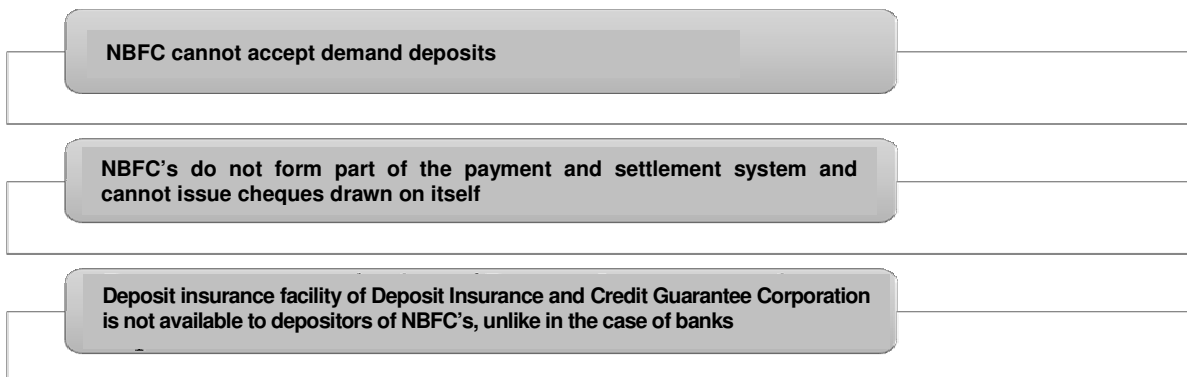 NBFC cannot accept demand deposits
NBFC's do not form part of the payment and settlement system and
cannot issue cheques drawn on itself
Deposit insurance facility of Deposit Insurance and Credit Guarantee Corporation
is not available to depositors of NBFC's, unlike in the case of banks